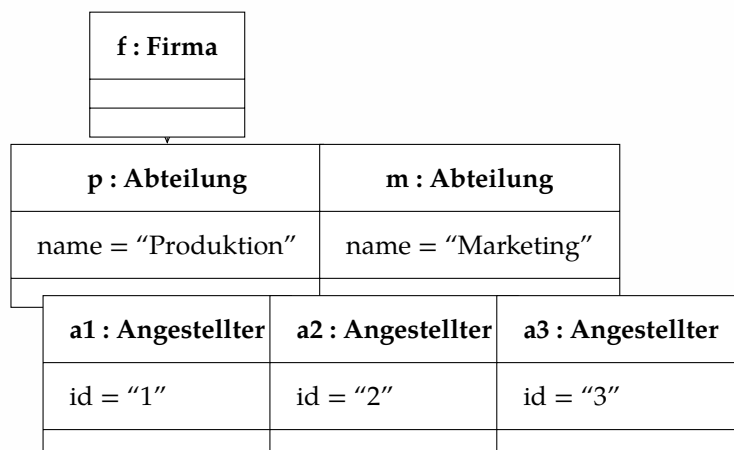 f : Firma
p : Abteilung
m : Abteilung
name = “Produktion”
name = “Marketing”
a1 : Angestellter
a2 : Angestellter
a3 : Angestellter
id = “1”
id = “2”
id = “3”